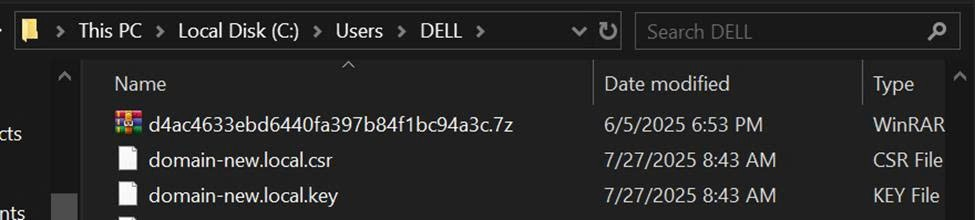 This PC > Local Disk (C:) > Users > DELL >
Search DELL
Name Date modified Type
d4ac4633ebd6440fa397b84f1bc94a3c.7z 6/5/2025 6:53 PM WinRAR
cts
domain-new.local.csr 7/27/2025 8:43 AM CSR File
domain-new.local.key 7/27/2025 8:43 AM KEY File
nts